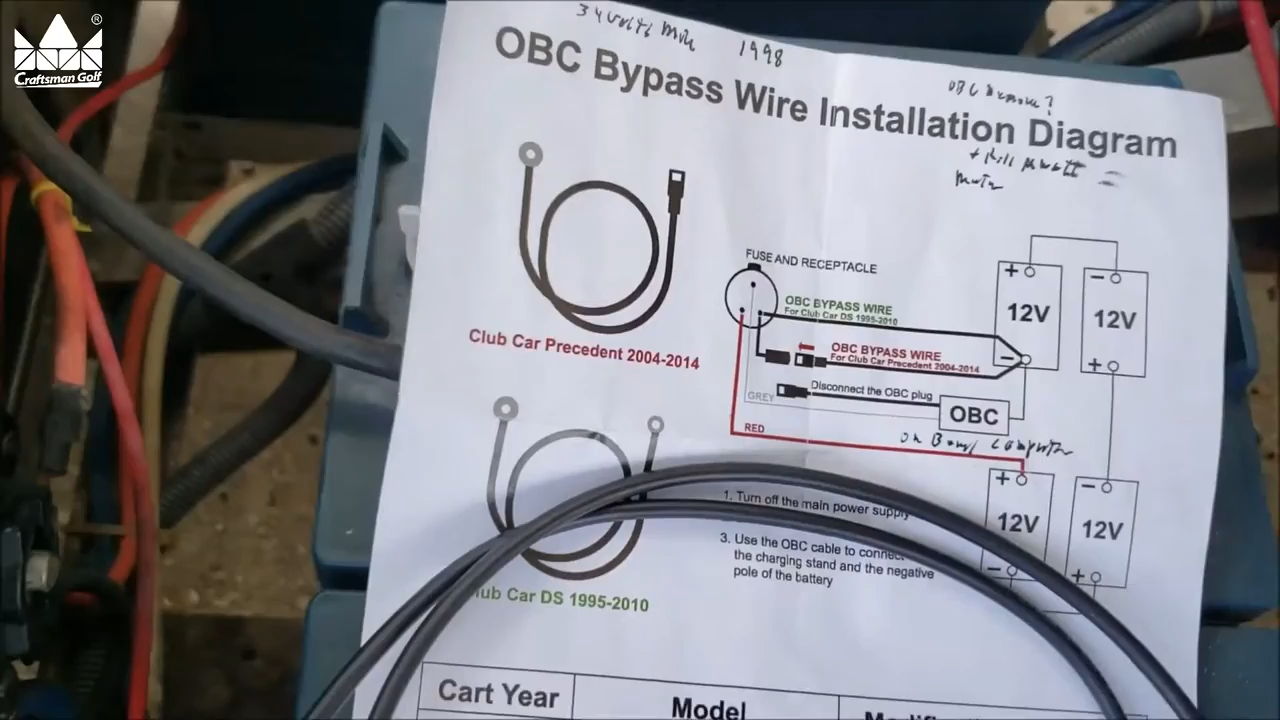 Craftsman Golf
1998
OBC Bypass Wire Installation Diagram
FUSE AND RECEPTACLE
OBC BYPASS WIRE
For Club Car DS 1995-2010
OBC BYPASS WIRE
For Club Car Precedent 2004-2014
Disconnect the OBC plug
GREY
OBC
RED
+
12V
−
−
12V
+
Club Car Precedent 2004-2014
+
12V
−
−
12V
+
1. Turn off the main power supply
3. Use the OBC cable to connect
the charging stand and the negative
pole of the battery
Club Car DS 1995-2010
Cart Year
Model